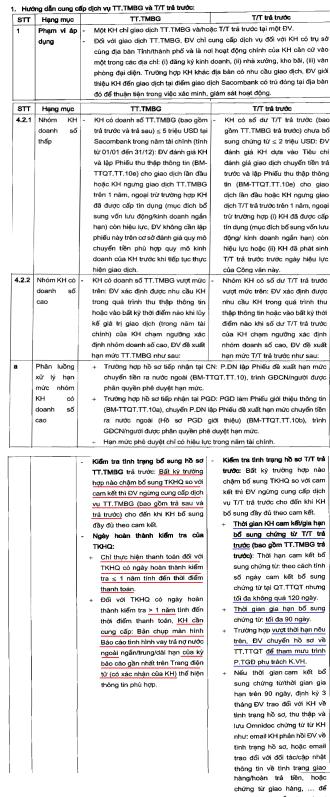 1. Hướng dẫn cung cấp dịch vụ TT.TMBG và T/T trả trước:
STT Hạng mục TT.TMBG T/T trả trước
1 Phạm vi áp dụng
- Một KH chỉ giao dịch TT.TMBG và/hoặc T/T trả trước tại một ĐV.
- Đối với giao dịch TT.TMBG, ĐV chỉ cung cấp dịch vụ đối với KH có trụ sở
cùng địa bàn Tỉnh/thành phố và là nơi hoạt động chính của KH căn cứ vào
một trong các địa chỉ: (i) đăng ký kinh doanh, (ii) nhà xưởng, kho bãi, (iii) văn
phòng đại diện. Trường hợp KH khác địa bàn có nhu cầu giao dịch, ĐV giới
thiệu KH đến giao dịch tại điểm giao dịch Sacombank có trú đóng tại địa bàn
đó để thuận tiện trong việc xác minh, giám sát hoạt động.
STT Hạng mục TT.TMBG T/T trả trước
4.2.1 Nhóm KH
doanh số
thấp
- KH có doanh số TT.TMBG (bao gồm
trả trước và trả sau) ≤ 5 triệu USD tại
Sacombank trong năm tài chính (tính
từ 01/01 đến 31/12): ĐV đánh giá KH
và lập Phiếu thu thập thông tin (BM-
TTQT.TT.10e) cho giao dịch lần đầu
hoặc KH ngưng giao dịch TT.TMBG
trên 1 năm, ngoại trừ trường hợp KH
đã được cấp tín dụng (mục đích bổ
sung vốn lưu động/kinh doanh ngắn
hạn) còn hiệu lực, ĐV không cần lập
phiếu này trên cơ sở đánh giá quy mô
chuyển tiền phù hợp quy mô kinh
doanh của KH trước khi tiếp tục thực
hiện giao dịch.
- KH có số dư T/T trả trước (bao
gồm TT.TMBG trả trước) chưa bổ
sung chứng từ ≤ 2 triệu USD: ĐV
đánh giá KH dựa vào Tiêu chí
đánh giá giao dịch chuyển tiền trả
trước và lập Phiếu thu thập thông
tin (BM-TTQT.TT.10e) cho giao
dịch lần đầu hoặc KH ngưng giao
dịch T/T trả trước trên 1 năm, ngoại
trừ trường hợp (i) KH đã được cấp
tín dụng (mục đích bổ sung vốn lưu
động/ kinh doanh ngắn hạn) còn
hiệu lực hoặc (ii) KH đã phát sinh
T/T trả trước trước ngày hiệu lực
của Công văn này.
4.2.2 Nhóm KH có
doanh số
cao
- KH có doanh số TT.TMBG vượt mức
trên: ĐV xác định được nhu cầu KH
trong quá trình thu thập thông tin
hoặc vào bất kỳ thời điểm nào khi lũy
kế giá trị giao dịch (trong năm tài
chính) của KH chạm ngưỡng xác
định nhóm doanh số cao, ĐV đề xuất
hạn mức TT.TMBG như sau:
- Nhóm KH có số dư T/T trả trước
vượt mức trên: ĐV xác định được
nhu cầu KH trong quá trình thu
thập thông tin hoặc vào bất kỳ thời
điểm nào khi số dư T/T trả trước
của KH chạm ngưỡng xác định
nhóm doanh số cao, ĐV đề xuất
hạn mức T/T trả trước như sau:
a Phân luồng
xử lý hạn
mức nhóm
KH có
doanh số
cao
+ Trường hợp hồ sơ tiếp nhận tại CN: P.DN lập Phiếu đề xuất hạn mức
chuyển tiền ra nước ngoài (BM-TTQT.TT.10), trình GĐCN/người được
phân quyền phê duyệt hạn mức.
+ Trường hợp hồ sơ tiếp nhận tại PGD: PGD làm Phiếu giới thiệu thông tin
(BM-TTQT.TT.10a), chuyển P.DN lập Phiếu đề xuất hạn mức chuyển tiền
ra nước ngoài (Hồ sơ PGD giới thiệu) (BM-TTQT.TT.10b), trình
GĐCN/người được phân quyền phê duyệt hạn mức.
+ Hạn mức phê duyệt chỉ có hiệu lực trong năm tài chính.
- Kiểm tra tình trạng bổ sung hồ sơ
TT.TMBG trả trước: Bất kỳ trường hợp
nào chậm bổ sung TKHQ so với cam
kết thì ĐV ngừng cung cấp dịch
vụ TT.TMBG (bao gồm trả sau và
trả trước) cho đến khi KH bổ sung
đầy đủ theo cam kết.
- Ngày hoàn thành kiểm tra của
TKHQ:
+ Chỉ thực hiện thanh toán đối với
TKHQ có ngày hoàn thành kiểm
tra ≤ 1 năm tính đến thời điểm
thanh toán.
+ Đối với TKHQ có ngày hoàn
thành kiểm tra > 1 năm tính đến
thời điểm thanh toán, KH cần
cung cấp: Bản chụp màn hình
Báo cáo tình hình vay trả nợ nước
ngoài ngắn/trung/dài hạn của kỳ
báo cáo gần nhất trên Trang điện
tử (có xác nhận của KH) thể hiện
thông tin phù hợp.
- Kiểm tra tình trạng hồ sơ T/T trả
trước: Bất kỳ trường hợp nào
chậm bổ sung TKHQ so với cam
kết thì ĐV ngừng cung cấp dịch vụ
T/T trả trước cho đến khi KH bổ
sung đầy đủ theo cam kết.
+ Thời gian KH cam kết/gia hạn
bổ sung chứng từ T/T trả
trước (bao gồm TT.TMBG trả
trước): Thời hạn cam kết bổ
sung chứng từ: theo cách tính
số ngày cam kết bổ sung
chứng từ tại QT.TTQT nhưng
tối đa không quá 120 ngày.
+ Thời gian gia hạn bổ sung
chứng từ: tối đa 90 ngày.
+ Trường hợp vượt thời hạn nêu
trên, ĐV chuyển hồ sơ về
TT.TTQT để tham mưu trình
P.TGĐ phụ trách K.VH.
+ Nếu thời gian cam kết bổ
sung chứng từ/thời gian gia
hạn trên 90 ngày, định kỳ 3
tháng ĐV trao đổi với KH về
tình trạng hồ sơ, thu thập và
lưu Omnidoc chứng từ từ KH
như: email KH phản hồi ĐV về
tình trạng hồ sơ, hoặc email
trao đổi với đối tác/cập nhật
thông tin về tình trạng giao
hàng/hoàn trả tiền, hoặc
chứng từ giao hàng, … để